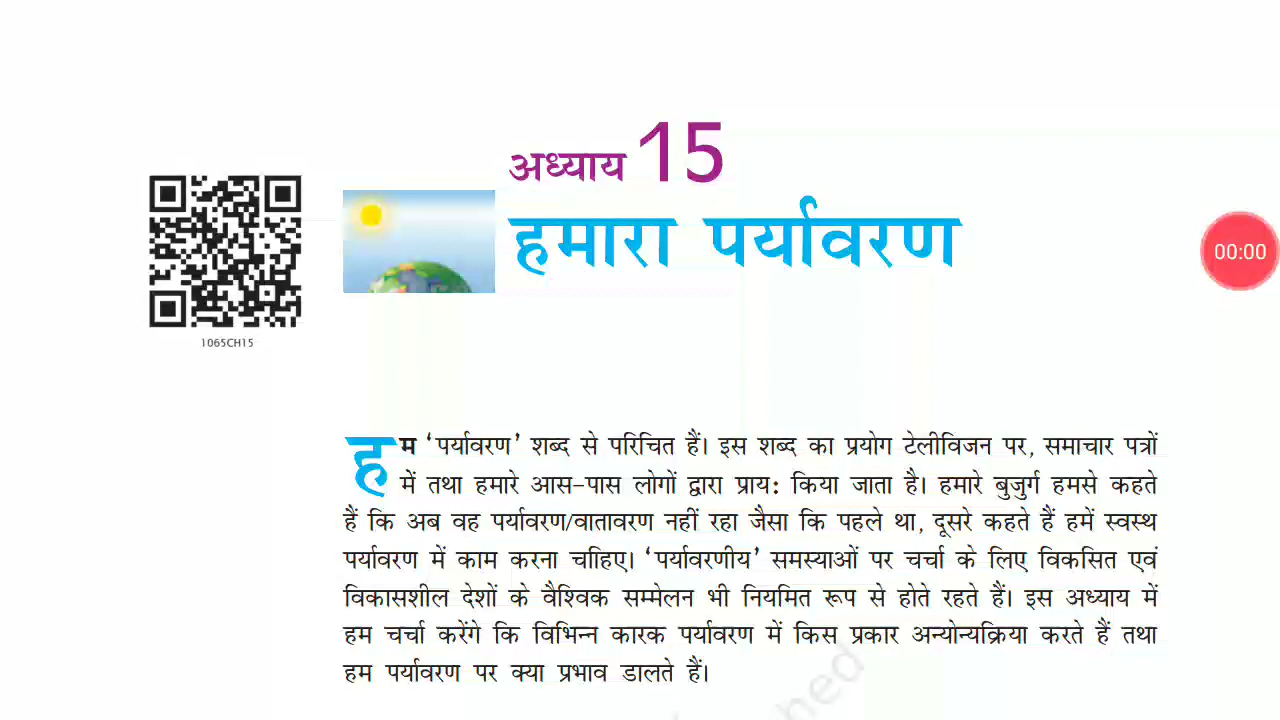 अध्याय 15
हमारा पर्यावरण
00:00
1065CH15
हम ‘पर्यावरण’ शब्द से परिचित हैं। इस शब्द का प्रयोग टेलीविजन पर, समाचार पत्रों
में तथा हमारे आस-पास लोगों द्वारा प्राय: किया जाता है। हमारे बुजुर्ग हमसे कहते
हैं कि अब वह पर्यावरण/वातावरण नहीं रहा जैसा कि पहले था, दूसरे कहते हैं हमें स्वस्थ
पर्यावरण में काम करना चहिए। ‘पर्यावरणीय’ समस्याओं पर चर्चा के लिए विकसित एवं
विकासशील देशों के वैश्विक सम्मेलन भी नियमित रूप से होते रहते हैं। इस अध्याय में
हम चर्चा करेंगे कि विभिन्न कारक पर्यावरण में किस प्रकार अन्योन्यक्रिया करते हैं तथा
हम पर्यावरण पर क्या प्रभाव डालते हैं।